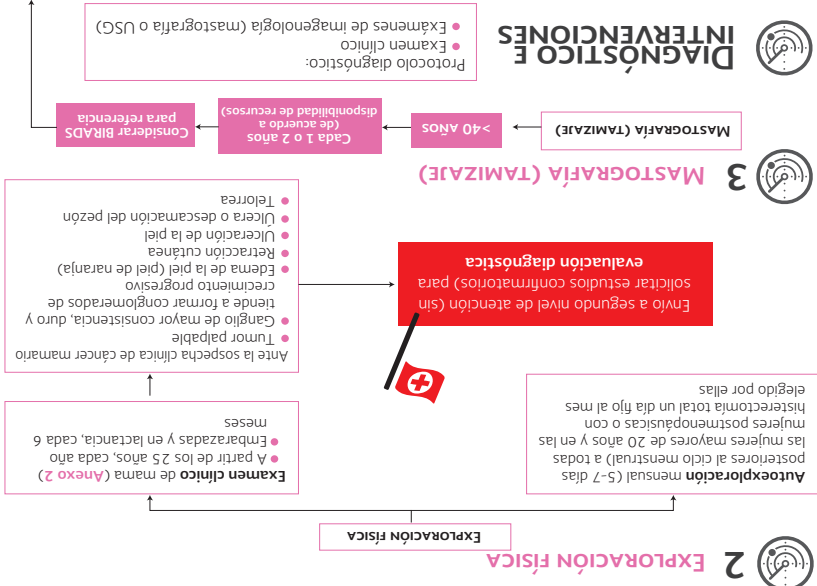 2 EXPLORACIÓN FÍSICA
EXPLORACIÓN FÍSICA
Autoexploración mensual (5-7 días
posteriores al ciclo menstrual) a todas
las mujeres mayores de 20 años y en las
mujeres postmenopáusicas o con
histerectomía total un día fijo al mes
elegido por ellas
Examen clínico de mama (Anexo 2)
● A partir de los 25 años, cada año
● Embarazadas y en lactancia, cada 6
meses
Envío a segundo nivel de atención (sin
solicitar estudios confirmatorios) para
evaluación diagnóstica
Ante la sospecha clínica de cáncer mamario
● Tumor palpable
● Ganglio de mayor consistencia, duro y
tiende a formar conglomerados de
crecimiento progresivo
● Edema de la piel (piel de naranja)
● Retracción cutánea
● Ulceración de la piel
● Úlcera o descamación del pezón
● Telorrea
3 MASTOGRAFÍA (TAMIZAJE)
MASTOGRAFÍA (TAMIZAJE)
>40 AÑOS
Cada 1 o 2 años
(de acuerdo a
disponibilidad de recursos)
Considerar BIRADS
para referencia
DIAGNÓSTICO E
INTERVENCIONES
Protocolo diagnóstico:
● Examen clínico
● Exámenes de imagenología (mastografía o USG)